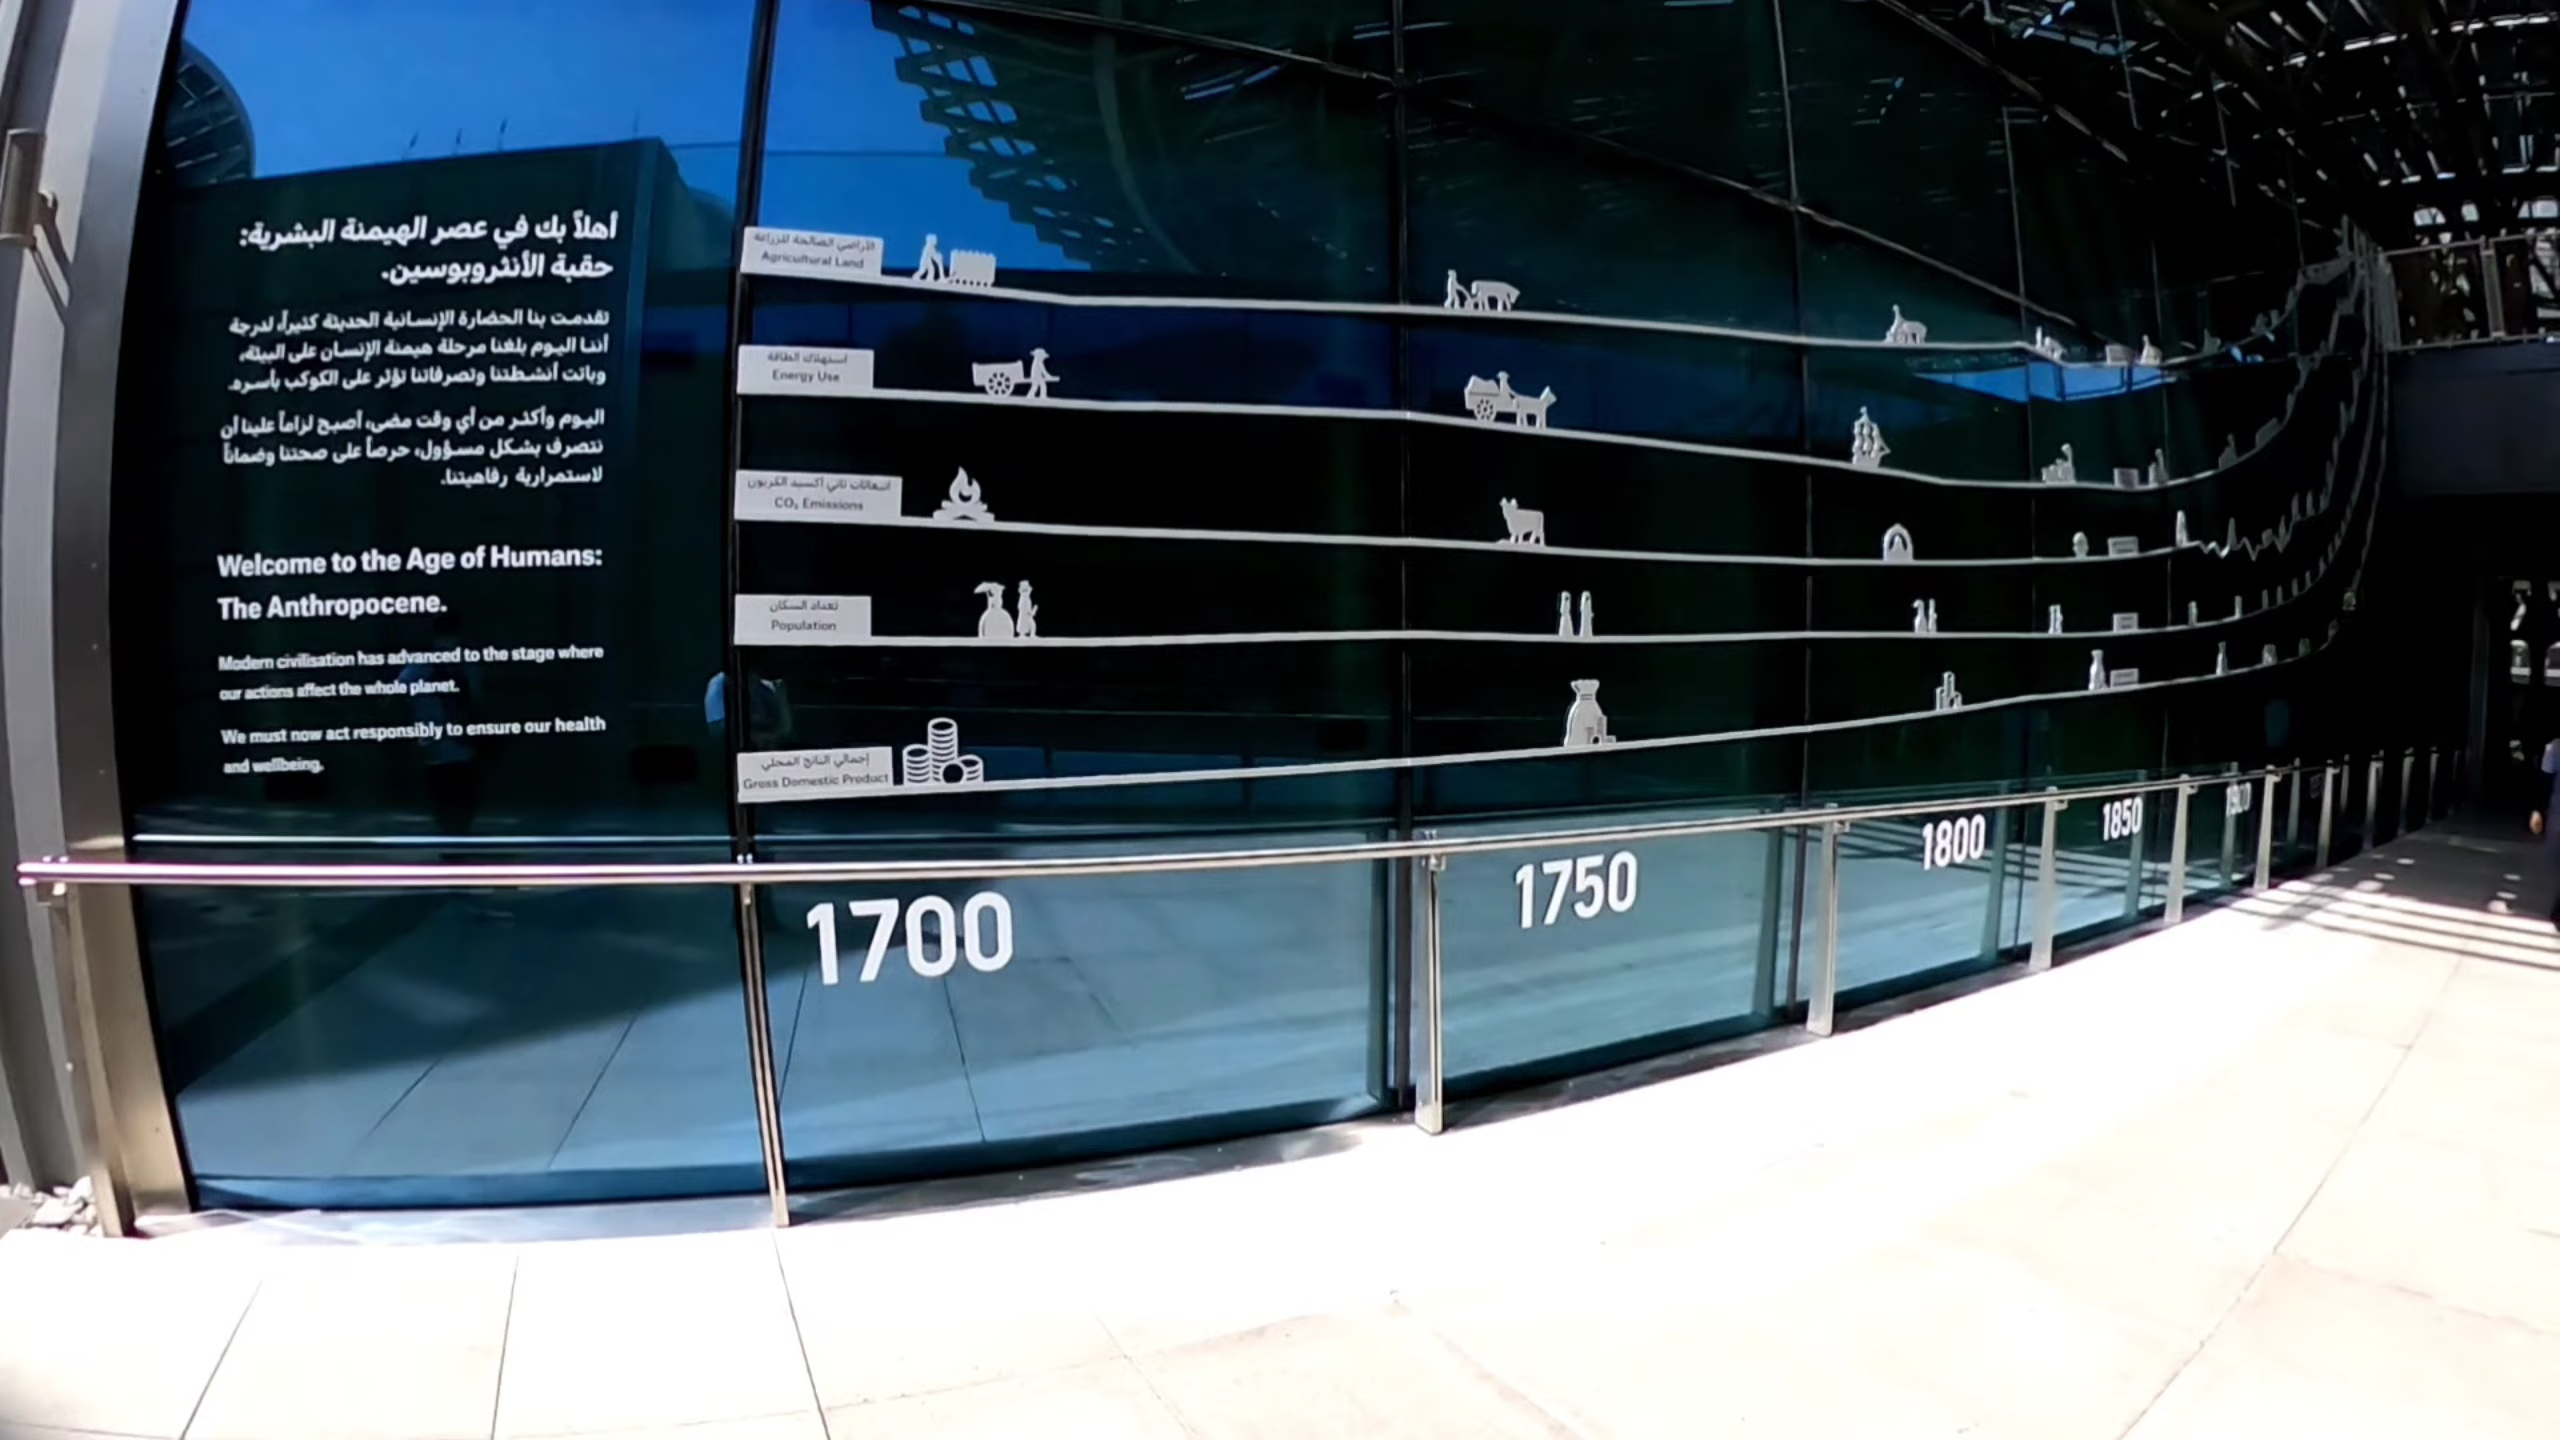 أهلاً بك في عصر الهيمنة البشرية:
حقبة الأنثروبوسين.
تقدمت بنا الحضارة الإنسانية الحديثة كثيراً، لدرجة
أننا اليوم بلغنا مرحلة هيمنة الإنسان على البيئة،
وباتت أنشطتنا وتصرفاتنا تؤثر على الكوكب بأسره.
اليوم وأكثر من أي وقت مضى، أصبح لزاماً علينا أن
نتصرف بشكل مسؤول، حرصاً على صحتنا وضماناً
لاستمرارية رفاهيتنا.
Welcome to the Age of Humans:
The Anthropocene.
Modern civilisation has advanced to the stage where
our actions affect the whole planet.
We must now act responsibly to ensure our health
and wellbeing.
الأراضي الصالحة للزراعة
Agricultural Land
استهلاك الطاقة
Energy Use
انبعاثات ثاني أكسيد الكربون
CO₂ Emissions
تعداد السكان
Population
إجمالي الناتج المحلي
Gross Domestic Product
1700
1750
1800
1850
1900